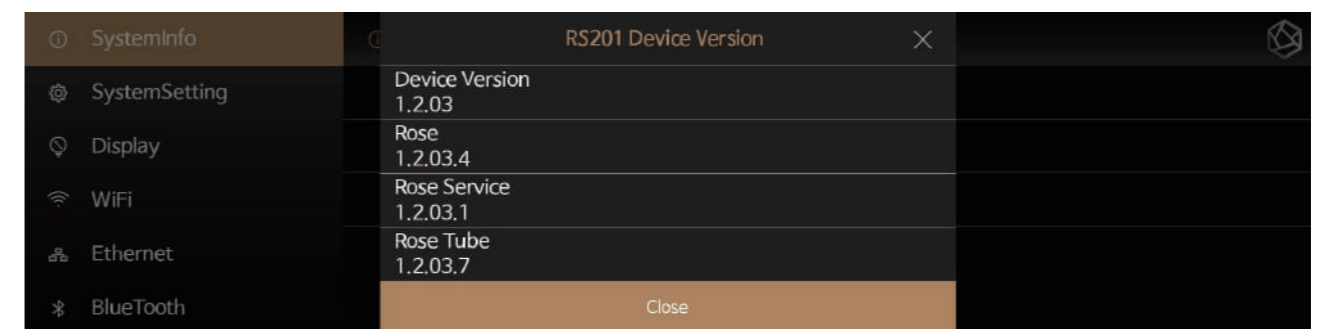 SystemInfo
SystemSetting
Display
WiFi
Ethernet
BlueTooth
RS201 Device Version
Device Version
1.2.03
Rose
1.2.03.4
Rose Service
1.2.03.1
Rose Tube
1.2.03.7
Close